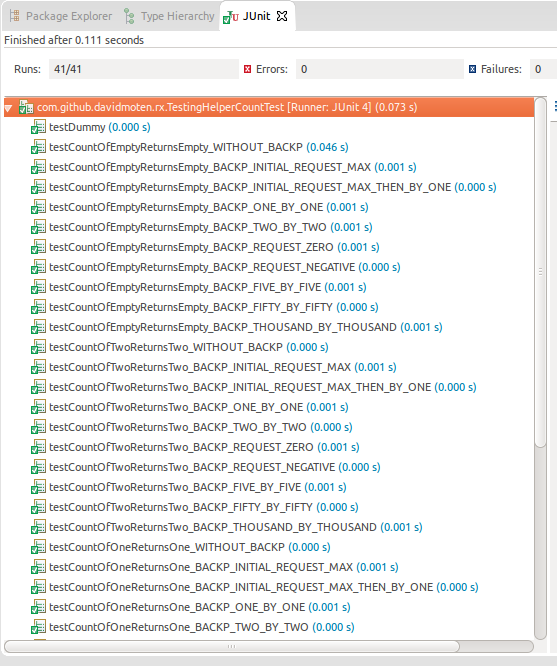 Package Explorer Type Hierarchy JUnit
Finished after 0.111 seconds
Runs: 41/41 Errors: 0 Failures: 0
com.github.davidmoten.rx.TestingHelperCountTest [Runner: JUnit 4] (0.073 s)
testDummy (0.000 s)
testCountOfEmptyReturnsEmpty_WITHOUT_BACKP (0.046 s)
testCountOfEmptyReturnsEmpty_BACKP_INITIAL_REQUEST_MAX (0.001 s)
testCountOfEmptyReturnsEmpty_BACKP_INITIAL_REQUEST_MAX_THEN_BY_ONE (0.000 s)
testCountOfEmptyReturnsEmpty_BACKP_ONE_BY_ONE (0.001 s)
testCountOfEmptyReturnsEmpty_BACKP_TWO_BY_TWO (0.001 s)
testCountOfEmptyReturnsEmpty_BACKP_REQUEST_ZERO (0.001 s)
testCountOfEmptyReturnsEmpty_BACKP_REQUEST_NEGATIVE (0.000 s)
testCountOfEmptyReturnsEmpty_BACKP_FIVE_BY_FIVE (0.001 s)
testCountOfEmptyReturnsEmpty_BACKP_FIFTY_BY_FIFTY (0.000 s)
testCountOfEmptyReturnsEmpty_BACKP_THOUSAND_BY_THOUSAND (0.001 s)
testCountOfTwoReturnsTwo_WITHOUT_BACKP (0.000 s)
testCountOfTwoReturnsTwo_BACKP_INITIAL_REQUEST_MAX (0.001 s)
testCountOfTwoReturnsTwo_BACKP_INITIAL_REQUEST_MAX_THEN_BY_ONE (0.000 s)
testCountOfTwoReturnsTwo_BACKP_ONE_BY_ONE (0.001 s)
testCountOfTwoReturnsTwo_BACKP_TWO_BY_TWO (0.000 s)
testCountOfTwoReturnsTwo_BACKP_REQUEST_ZERO (0.001 s)
testCountOfTwoReturnsTwo_BACKP_REQUEST_NEGATIVE (0.000 s)
testCountOfTwoReturnsTwo_BACKP_FIVE_BY_FIVE (0.001 s)
testCountOfTwoReturnsTwo_BACKP_FIFTY_BY_FIFTY (0.000 s)
testCountOfTwoReturnsTwo_BACKP_THOUSAND_BY_THOUSAND (0.001 s)
testCountOfOneReturnsOne_WITHOUT_BACKP (0.000 s)
testCountOfOneReturnsOne_BACKP_INITIAL_REQUEST_MAX (0.001 s)
testCountOfOneReturnsOne_BACKP_INITIAL_REQUEST_MAX_THEN_BY_ONE (0.000 s)
testCountOfOneReturnsOne_BACKP_ONE_BY_ONE (0.001 s)
testCountOfOneReturnsOne_BACKP_TWO_BY_TWO (0.000 s)